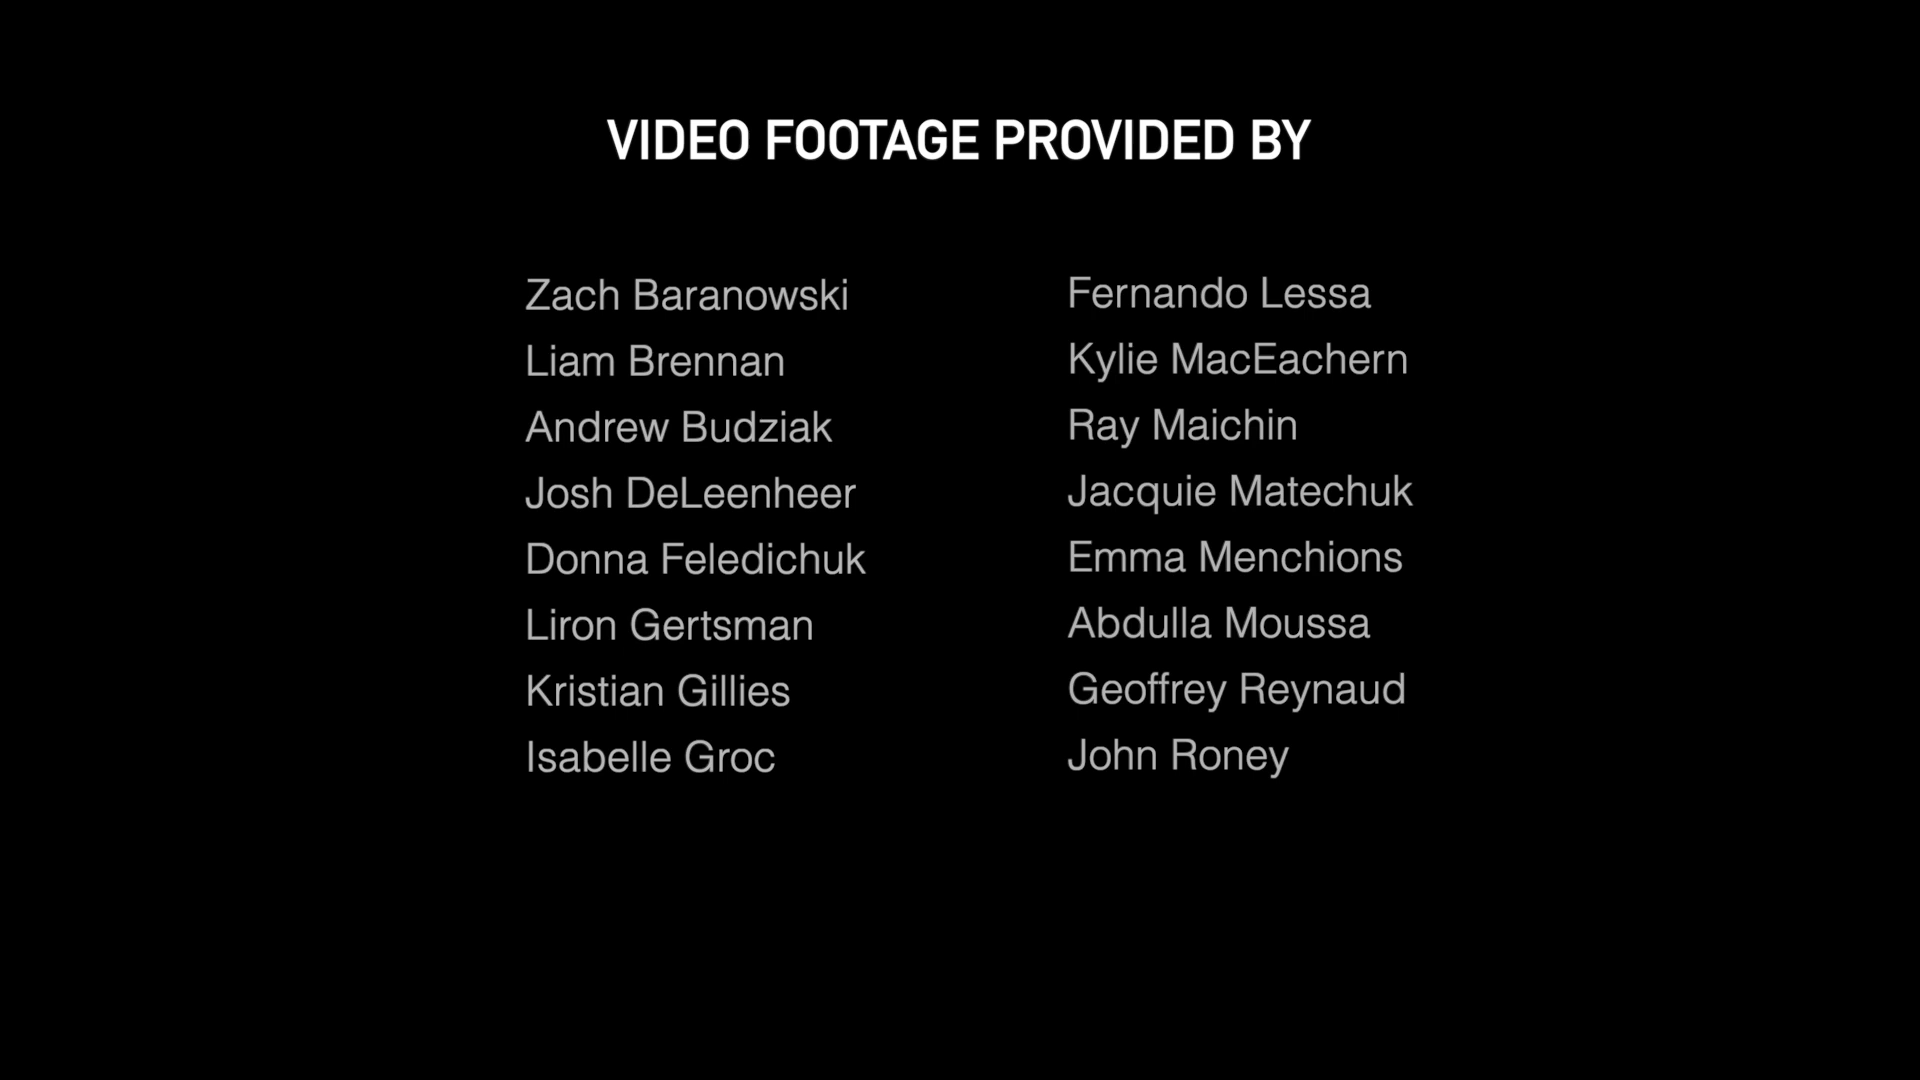 VIDEO FOOTAGE PROVIDED BY
Zach Baranowski
Liam Brennan
Andrew Budziak
Josh DeLeenheer
Donna Feledichuk
Liron Gertsman
Kristian Gillies
Isabelle Groc
Fernando Lessa
Kylie MacEachern
Ray Maichin
Jacquie Matechuk
Emma Menchions
Abdulla Moussa
Geoffrey Reynaud
John Roney